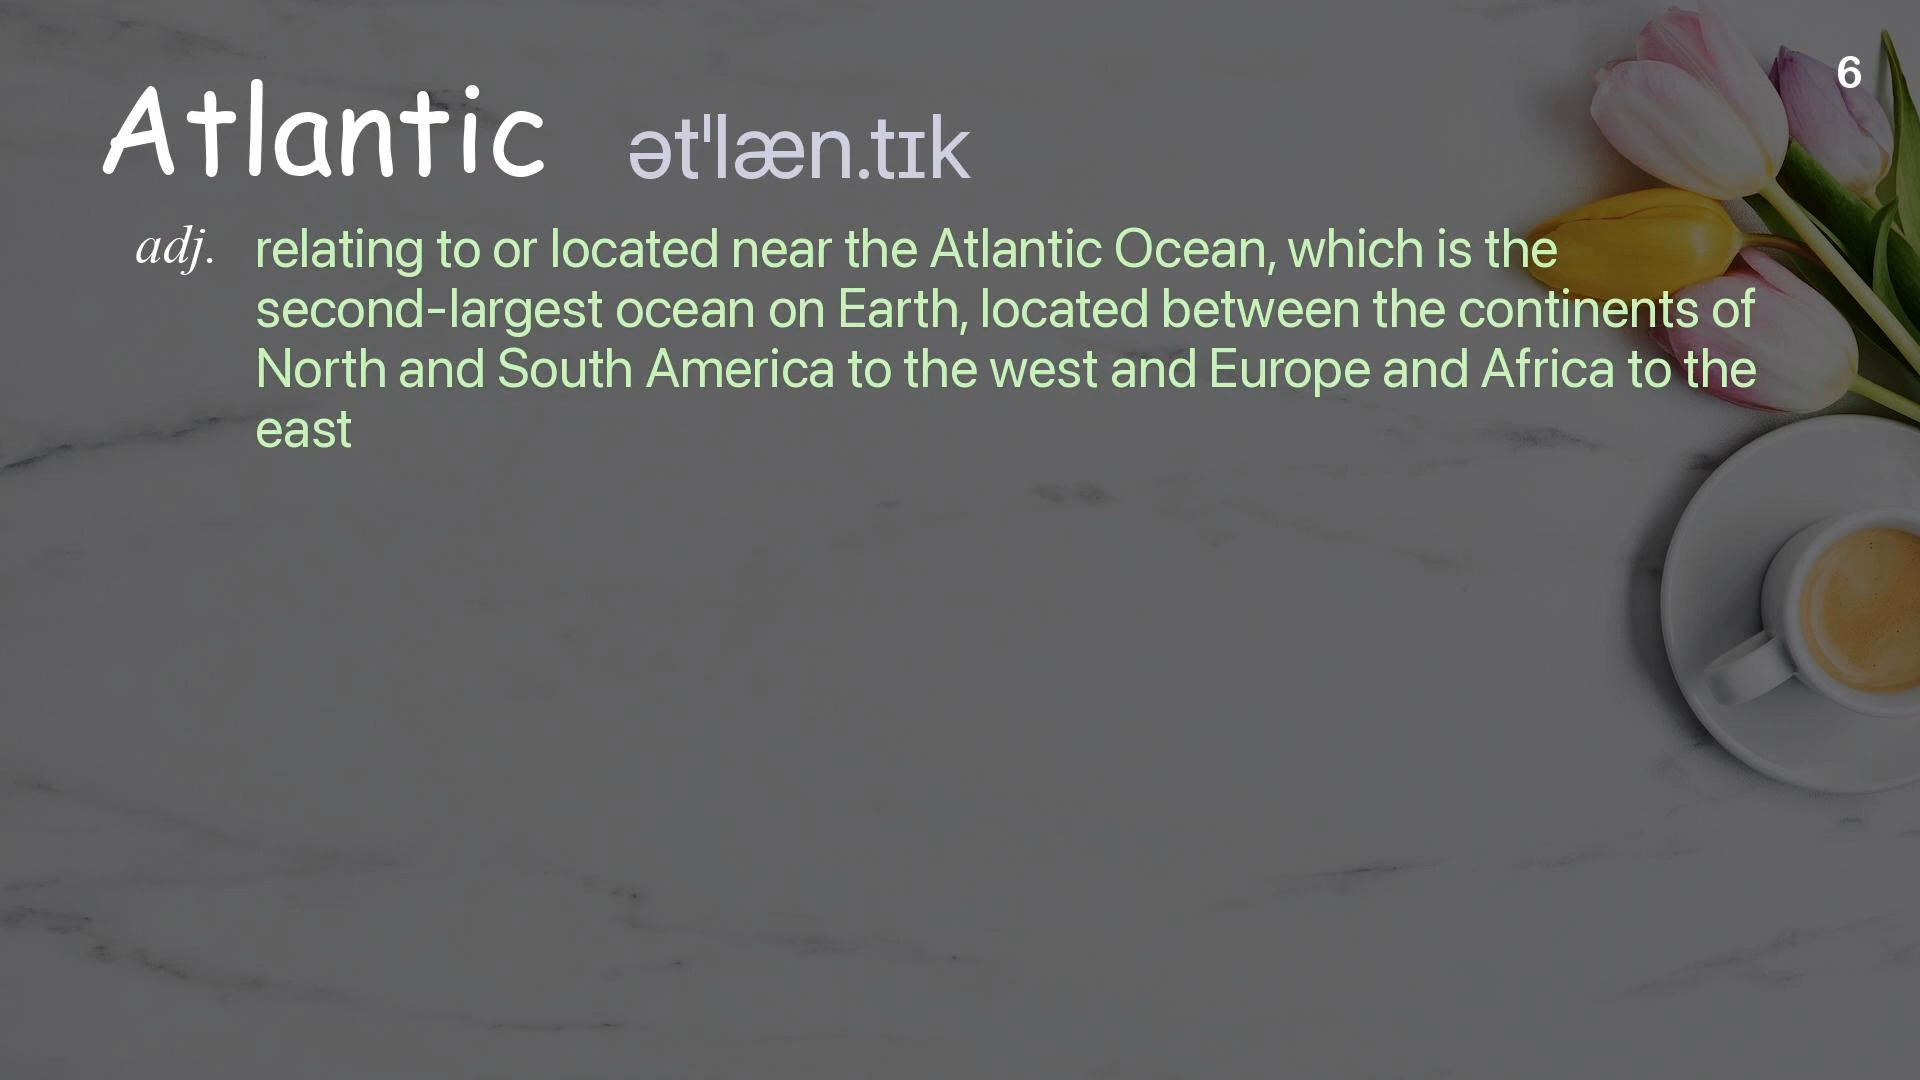 6
Atlantic ət'læn.tɪk
adj. relating to or located near the Atlantic Ocean, which is the
second-largest ocean on Earth, located between the continents of
North and South America to the west and Europe and Africa to the
east